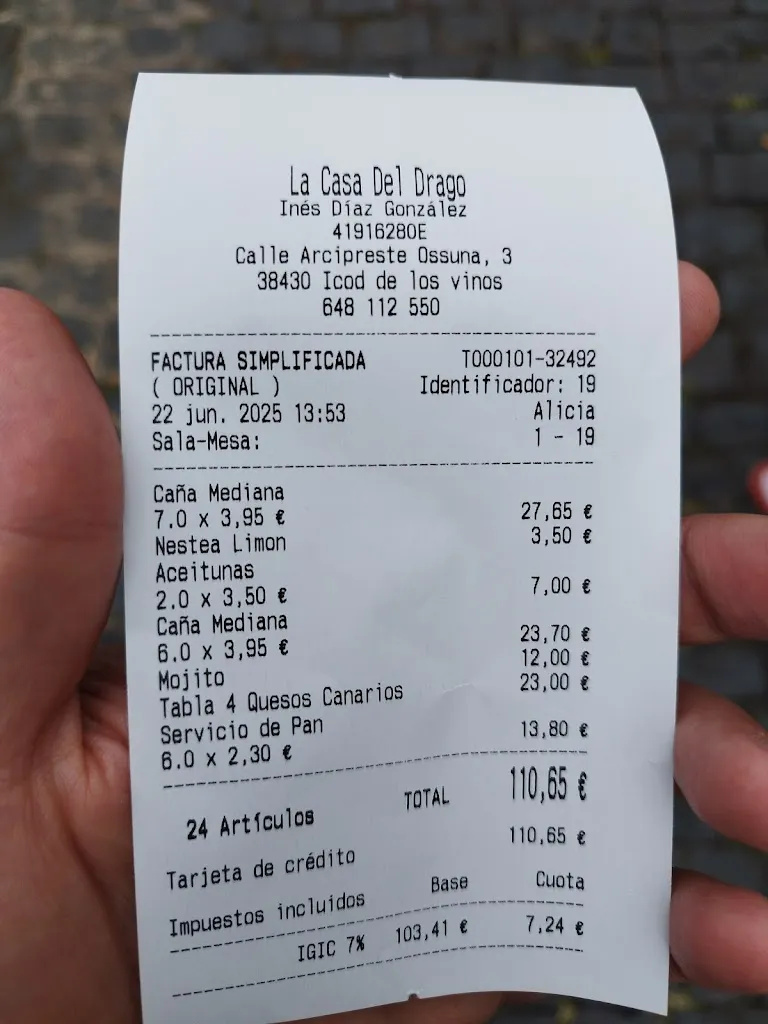 La Casa Del Drago
Inés Díaz González
41916280E
Calle Arcipreste Ossuna, 3
38430 Icod de los vinos
648 112 550
FACTURA SIMPLIFICADA T000101-32492
( ORIGINAL ) Identificador: 19
22 jun. 2025 13:53 Alicia
Sala-Mesa: 1 - 19
Caña Mediana
7.0 x 3,95 € 27,65 €
Nestea Limon 3,50 €
Aceitunas
2.0 x 3,50 € 7,00 €
Caña Mediana
6.0 x 3,95 € 23,70 €
Mojito 12,00 €
Tabla 4 Quesos Canarios 23,00 €
Servicio de Pan
6.0 x 2,30 € 13,80 €
24 Artículos TOTAL 110,65 €
Tarjeta de crédito 110,65 €
Impuestos incluidos Base Cuota
IGIC 7% 103,41 € 7,24 €